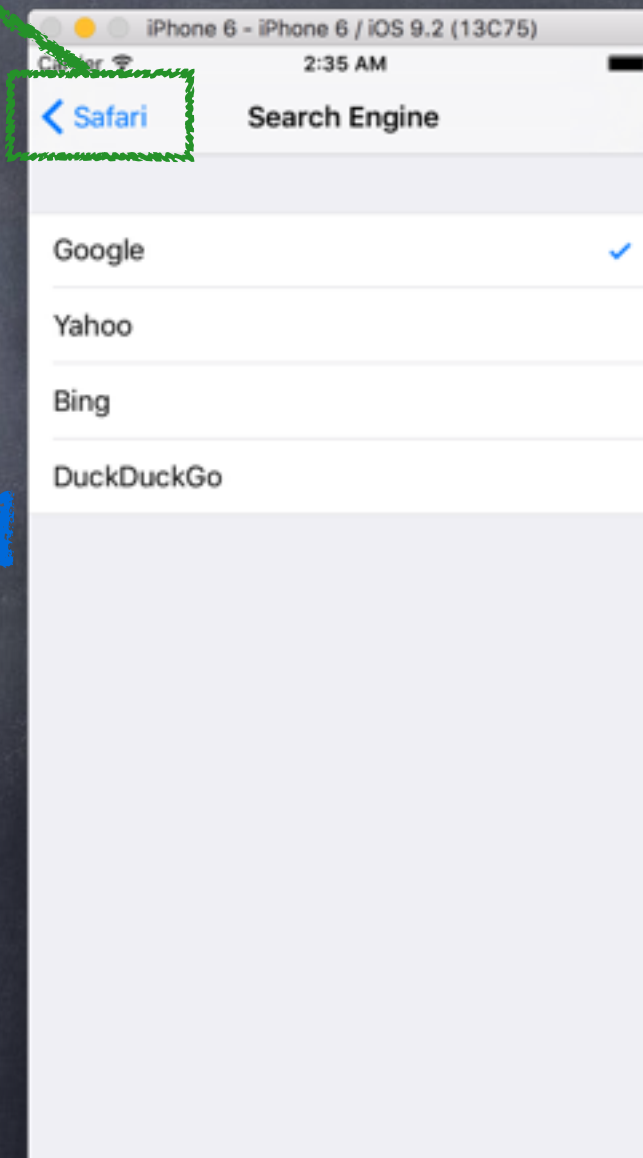 iPhone 6 - iPhone 6 / iOS 9.2 (13C75)
2:35 AM
Safari
Search Engine
Google
Yahoo
Bing
DuckDuckGo